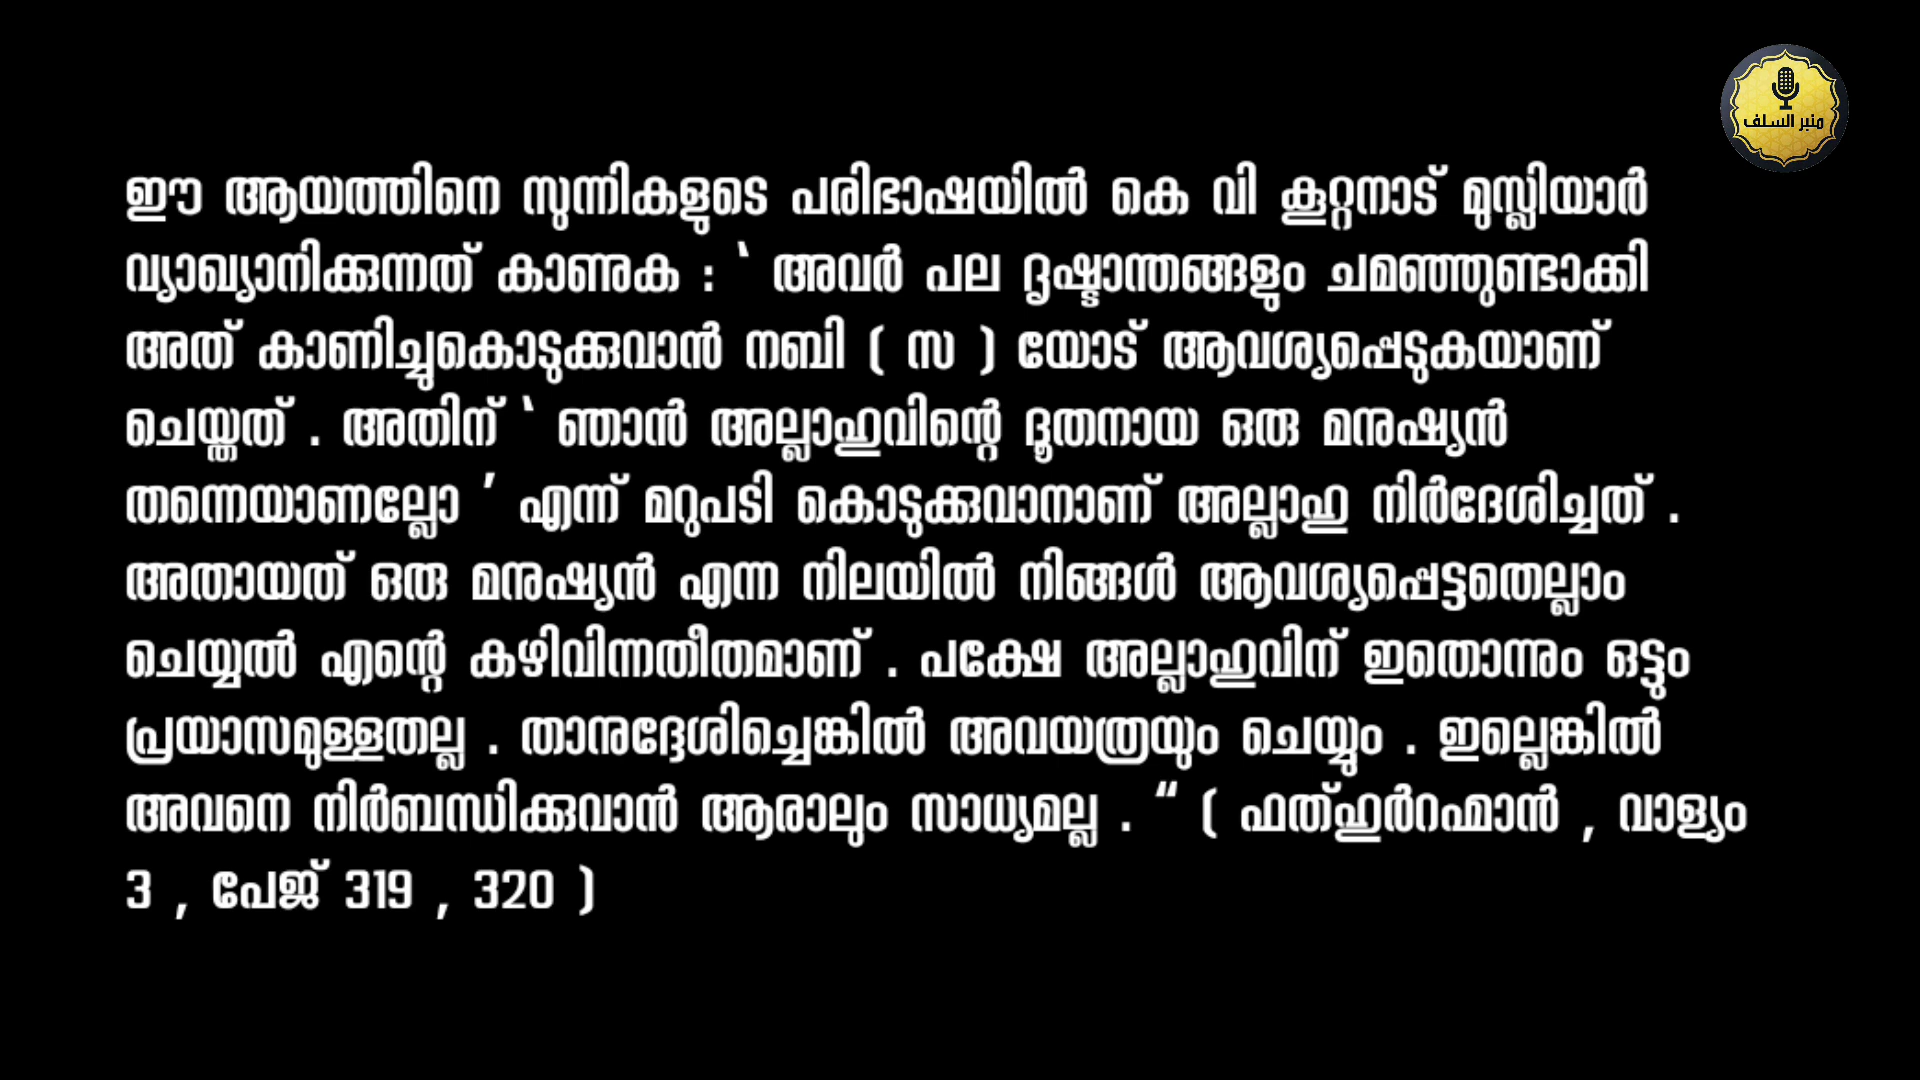 منبر السلف
ഈ ആയത്തിനെ സുന്നികളുടെ പരിഭാഷയിൽ കെ വി കൂറ്റനാട് മുസ്ലിയാർ
വ്യാഖ്യാനിക്കുന്നത് കാണുക : ‛ അവർ പല ദൃഷ്ടാന്തങ്ങളും ചമഞ്ഞുണ്ടാക്കി
അത് കാണിച്ചുകൊടുക്കുവാൻ നബി ( സ ) യോട് ആവശ്യപ്പെടുകയാണ്
ചെയ്തത് . അതിന് ‛ ഞാൻ അല്ലാഹുവിന്റെ ദൂതനായ ഒരു മനുഷ്യൻ
തന്നെയാണല്ലോ ’ എന്ന് മറുപടി കൊടുക്കുവാനാണ് അല്ലാഹു നിർദേശിച്ചത് .
അതായത് ഒരു മനുഷ്യൻ എന്ന നിലയിൽ നിങ്ങൾ ആവശ്യപ്പെട്ടതെല്ലാം
ചെയ്യൽ എന്റെ കഴിവിന്നതീതമാണ് . പക്ഷേ അല്ലാഹുവിന് ഇതൊന്നും ഒട്ടും
പ്രയാസമുള്ളതല്ല . താനുദ്ദേശിച്ചെങ്കിൽ അവയത്രയും ചെയ്യും . ഇല്ലെങ്കിൽ
അവനെ നിർബന്ധിക്കുവാൻ ആരാലും സാധ്യമല്ല . “ ( ഫത്ഹുർറഹ്മാൻ , വാള്യം
3 , പേജ് 319 , 320 )